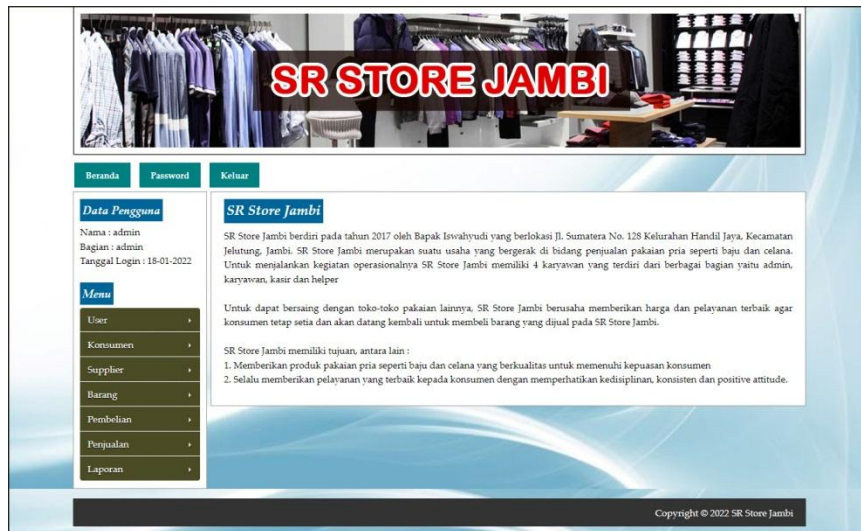 SR STORE JAMBI
Beranda Password Keluar
Data Pengguna
Nama : admin
Bagian : admin
Tanggal Login : 18-01-2022
Menu
User
Konsumen
Supplier
Barang
Pembelian
Penjualan
Laporan
SR Store Jambi
SR Store Jambi berdiri pada tahun 2017 oleh Bapak Iswahyudi yang berlokasi Jl. Sumatera No. 128 Kelurahan Handil Jaya, Kecamatan
Jelutung, Jambi. SR Store Jambi merupakan suatu usaha yang bergerak di bidang penjualan pakaian pria seperti baju dan celana.
Untuk menjalankan kegiatan operasionalnya SR Store Jambi memiliki 4 karyawan yang terdiri dari berbagai bagian yaitu admin,
karyawan, kasir dan helper
Untuk dapat bersaing dengan toko-toko pakaian lainnya, SR Store Jambi berusaha memberikan harga dan pelayanan terbaik agar
konsumen tetap setia dan akan datang kembali untuk membeli barang yang dijual pada SR Store Jambi.
SR Store Jambi memiliki tujuan, antara lain :
1. Memberikan produk pakaian pria seperti baju dan celana yang berkualitas untuk memenuhi kepuasan konsumen
2. Selalu memberikan pelayanan yang terbaik kepada konsumen dengan memperhatikan kedisiplinan, konsisten dan positive attitude.
Copyright © 2022 SR Store Jambi